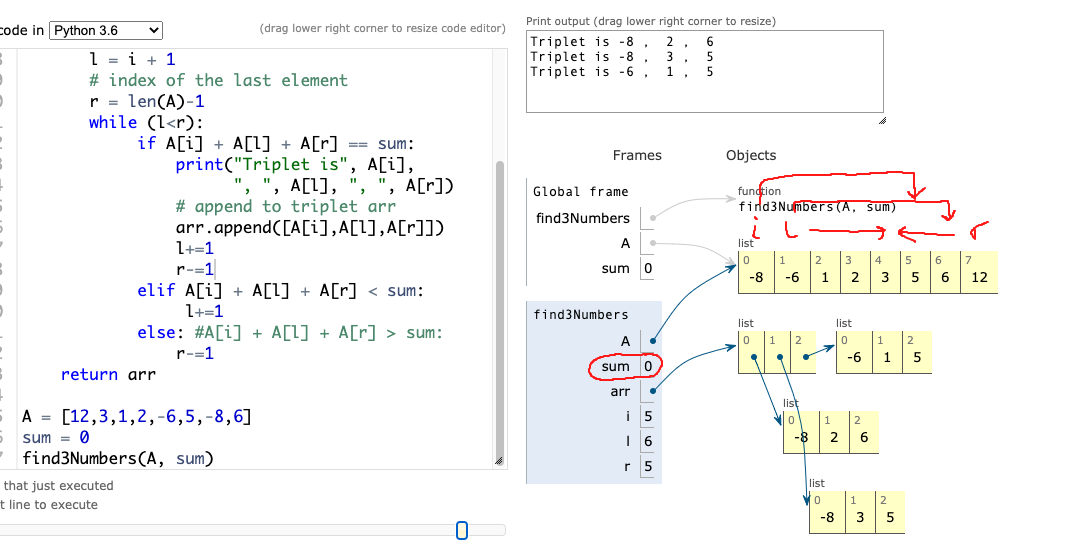 code in Python 3.6
(drag lower right corner to resize code editor)
l = i + 1
# index of the last element
r = len(A)-1
while (l<r):
if A[i] + A[l] + A[r] == sum:
print("Triplet is", A[i],
", ", A[l], ", ", A[r])
# append to triplet arr
arr.append([A[i],A[l],A[r]])
l+=1
r-=1
elif A[i] + A[l] + A[r] < sum:
l+=1
else: #A[i] + A[l] + A[r] > sum:
r-=1
return arr
A = [12,3,1,2,-6,5,-8,6]
sum = 0
find3Numbers(A, sum)
that just executed
t line to execute
Print output (drag lower right corner to resize)
Triplet is -8 ,  2 ,  6
Triplet is -8 ,  3 ,  5
Triplet is -6 ,  1 ,  5
Frames Objects
Global frame
find3Numbers
A
sum 0
function
find3Numbers(A, sum)
i L r
list
0 1 2 3 4 5 6 7
-8 -6 1 2 3 5 6 12
find3Numbers
A
sum 0
arr
i 5
l 6
r 5
list
0 1 2
list
0 1 2
-6 1 5
list
0 1 2
-8 2 6
list
0 1 2
-8 3 5